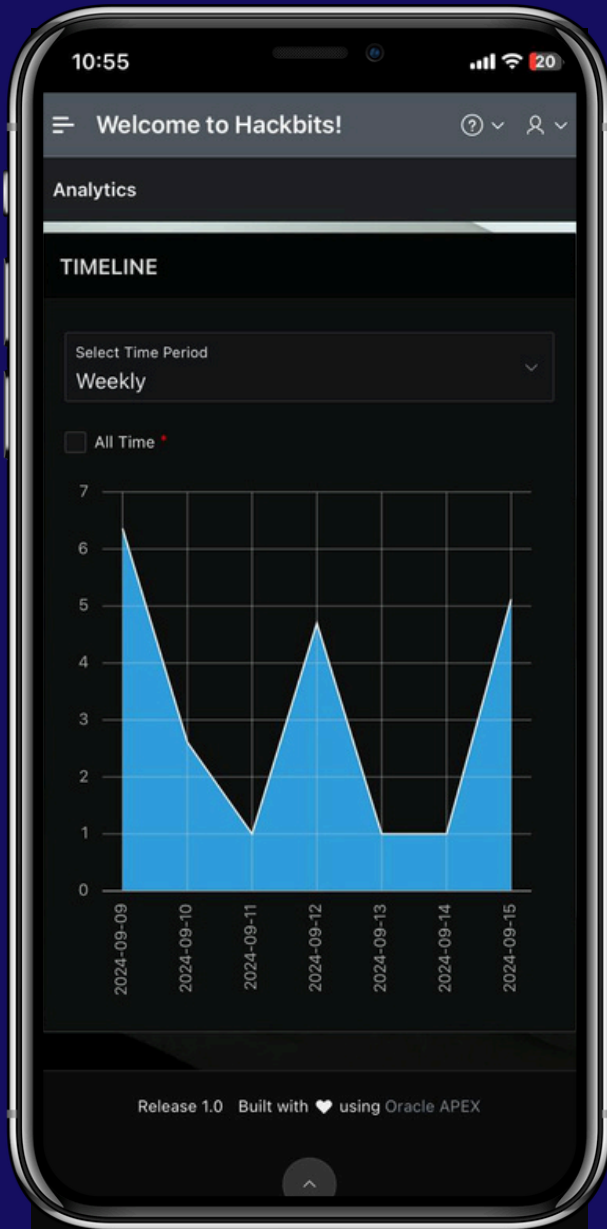 10:55
20
Welcome to Hackbits!
Analytics
TIMELINE
Select Time Period
Weekly
All Time *
7
6
5
4
3
2
1
0
2024-09-09
2024-09-10
2024-09-11
2024-09-12
2024-09-13
2024-09-14
2024-09-15
Release 1.0 Built with ♥ using Oracle APEX